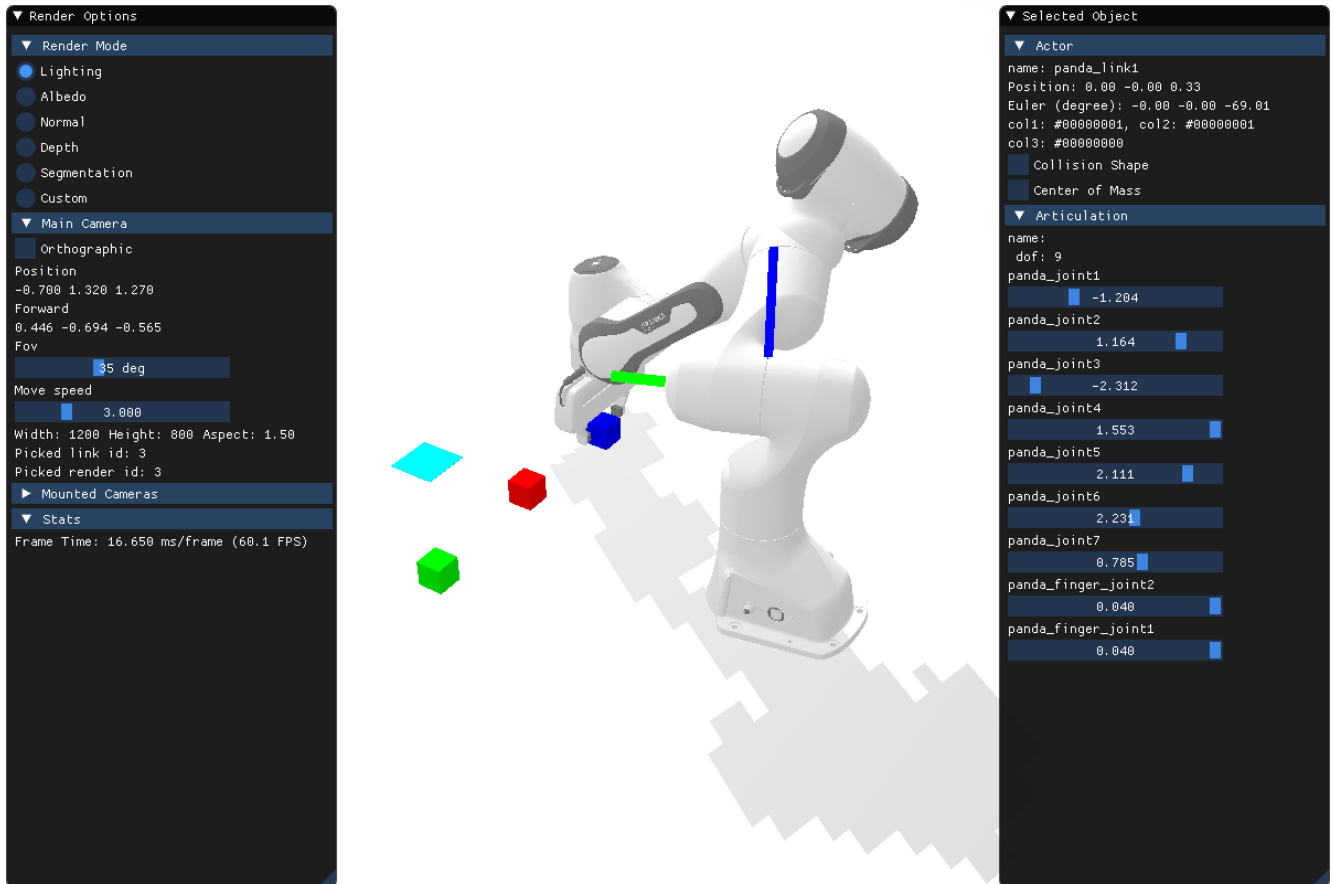 Render Options
Render Mode
Lighting
Albedo
Normal
Depth
Segmentation
Custom
Main Camera
Orthographic
Position
-0.700 1.320 1.270
Forward
0.446 -0.694 -0.565
Fov
35 deg
Move speed
3.000
Width: 1200 Height: 800 Aspect: 1.50
Picked link id: 3
Picked render id: 3
Mounted Cameras
Stats
Frame Time: 16.650 ms/frame (60.1 FPS)
Selected Object
Actor
name: panda_link1
Position: 0.00 -0.00 0.33
Euler (degree): -0.00 -0.00 -69.01
col1: #00000001, col2: #00000001
col3: #00000000
Collision Shape
Center of Mass
Articulation
name:
dof: 9
panda_joint1
-1.204
panda_joint2
1.164
panda_joint3
-2.312
panda_joint4
1.553
panda_joint5
2.111
panda_joint6
2.231
panda_joint7
0.785
panda_finger_joint2
0.040
panda_finger_joint1
0.040